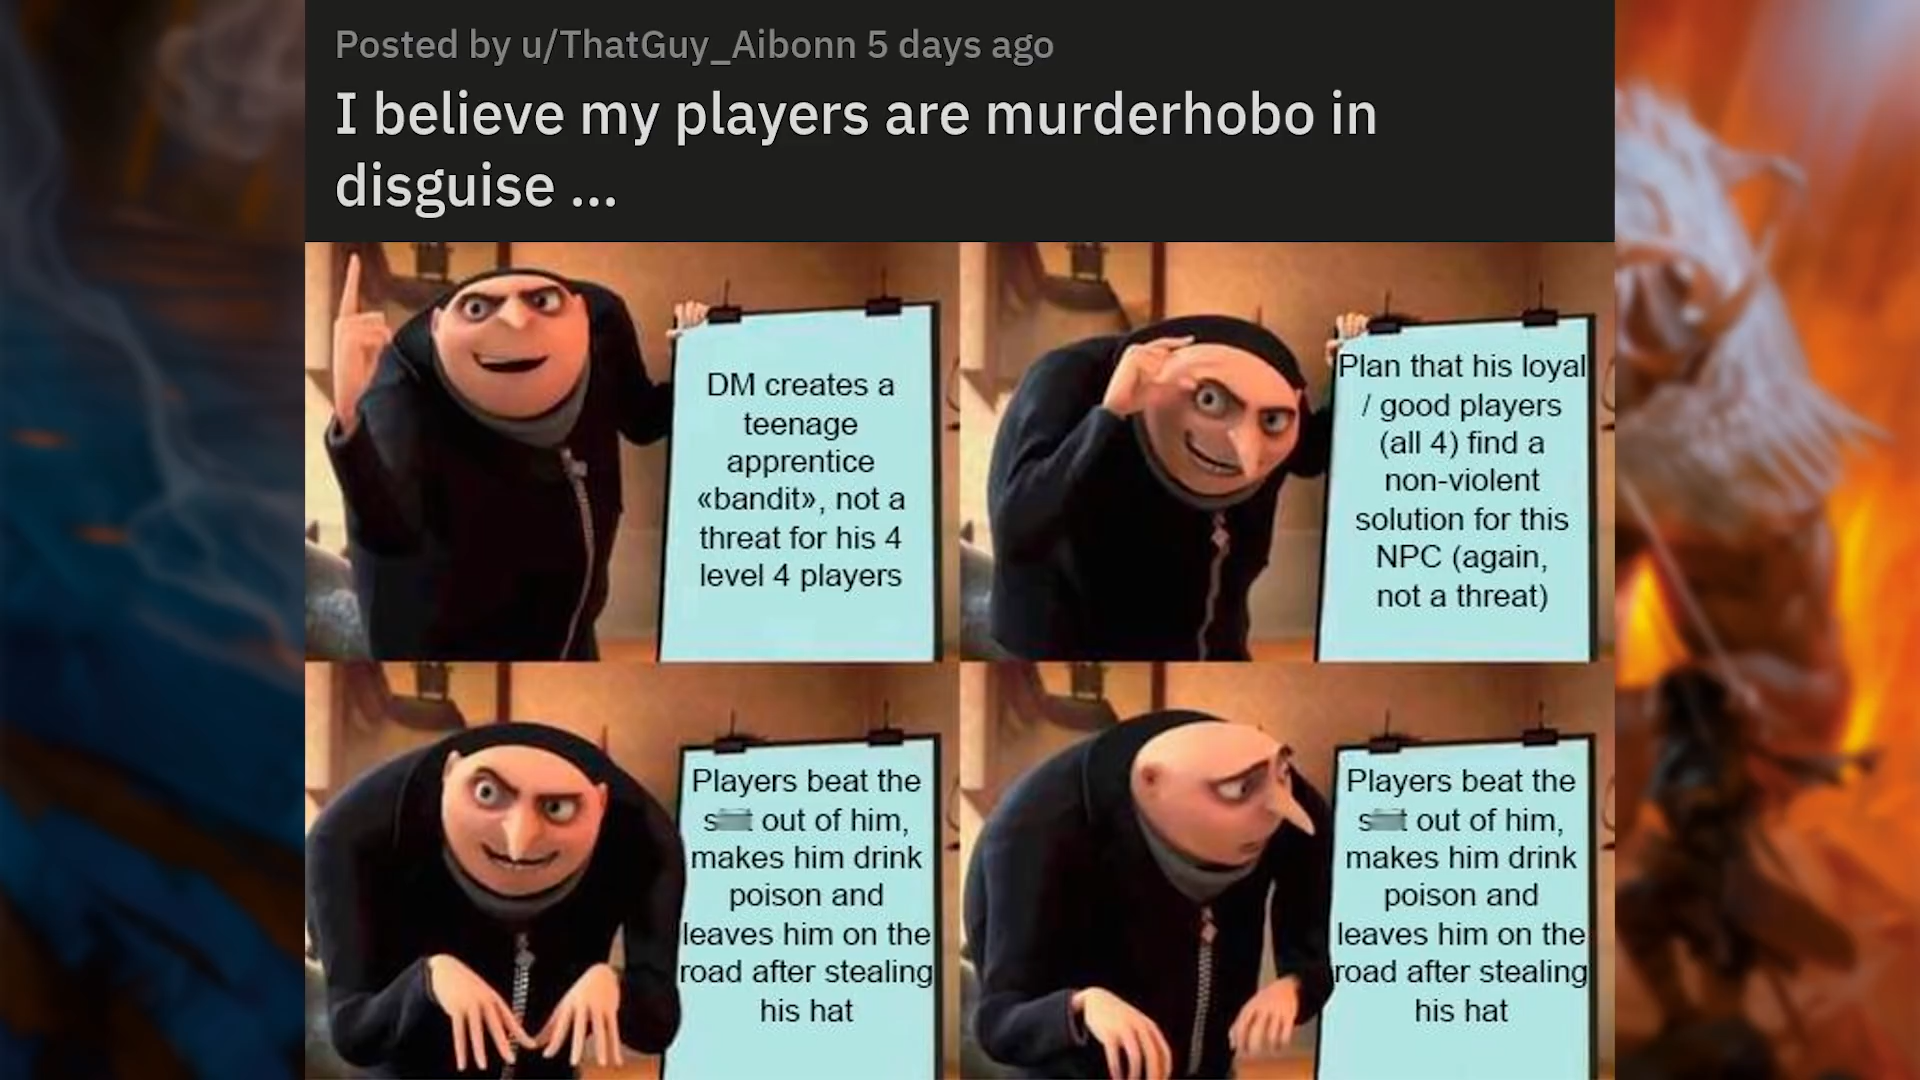 Posted by u/ThatGuy_Aibonn 5 days ago
I believe my players are murderhobo in
disguise ...
DM creates a
teenage
apprentice
«bandit», not a
threat for his 4
level 4 players
Plan that his loyal
/ good players
(all 4) find a
non-violent
solution for this
NPC (again,
not a threat)
Players beat the
s t out of him,
makes him drink
poison and
leaves him on the
road after stealing
his hat
Players beat the
s t out of him,
makes him drink
poison and
leaves him on the
road after stealing
his hat